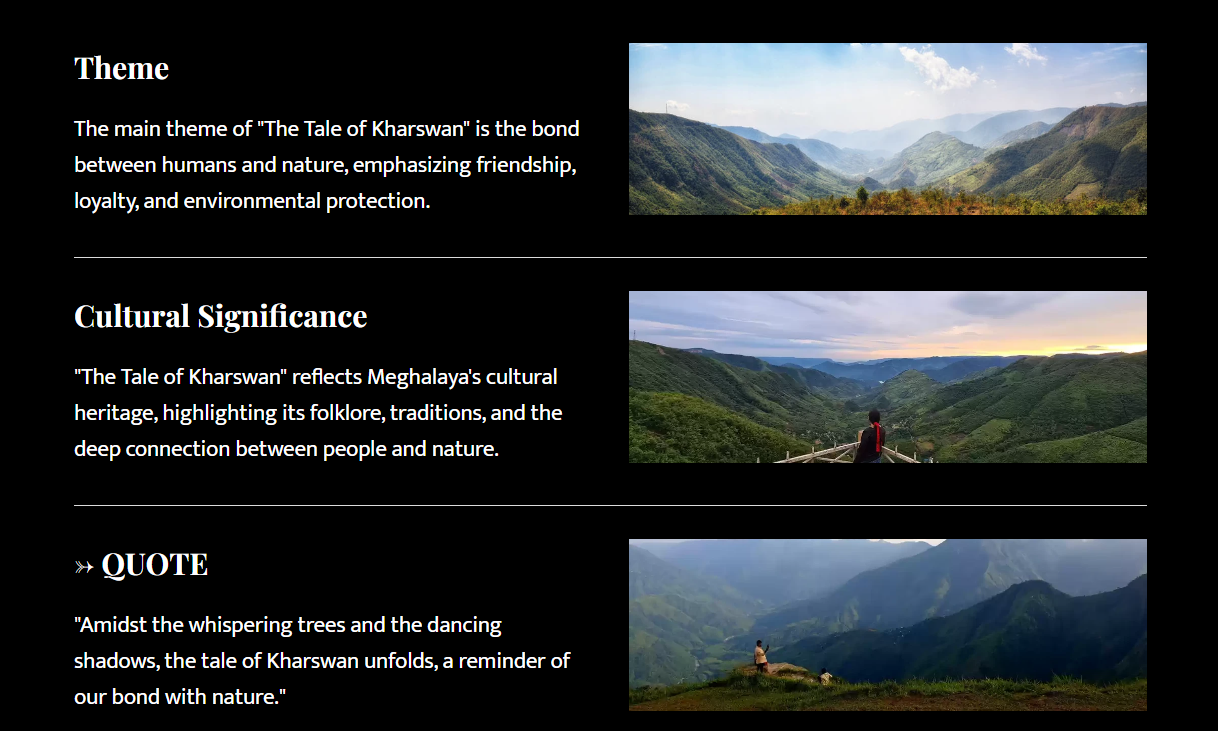 Theme
The main theme of "The Tale of Kharswan" is the bond
between humans and nature, emphasizing friendship,
loyalty, and environmental protection.
Cultural Significance
"The Tale of Kharswan" reflects Meghalaya's cultural
heritage, highlighting its folklore, traditions, and the
deep connection between people and nature.
⤖ QUOTE
"Amidst the whispering trees and the dancing
shadows, the tale of Kharswan unfolds, a reminder of
our bond with nature."